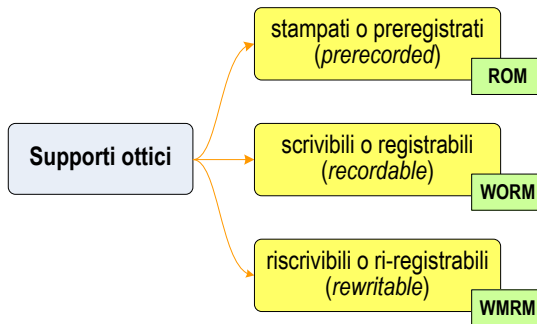 stampati o preregistrati
(prerecorded)
ROM
Supporti ottici
scrivibili o registrabili
(recordable)
WORM
riscrivibili o ri-registrabili
(rewritable)
WMRM